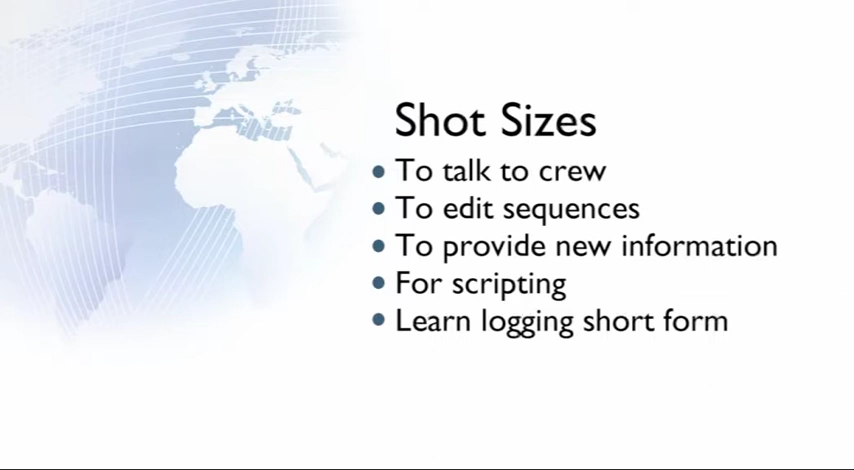 Shot Sizes
To talk to crew
To edit sequences
To provide new information
For scripting
Learn logging short form